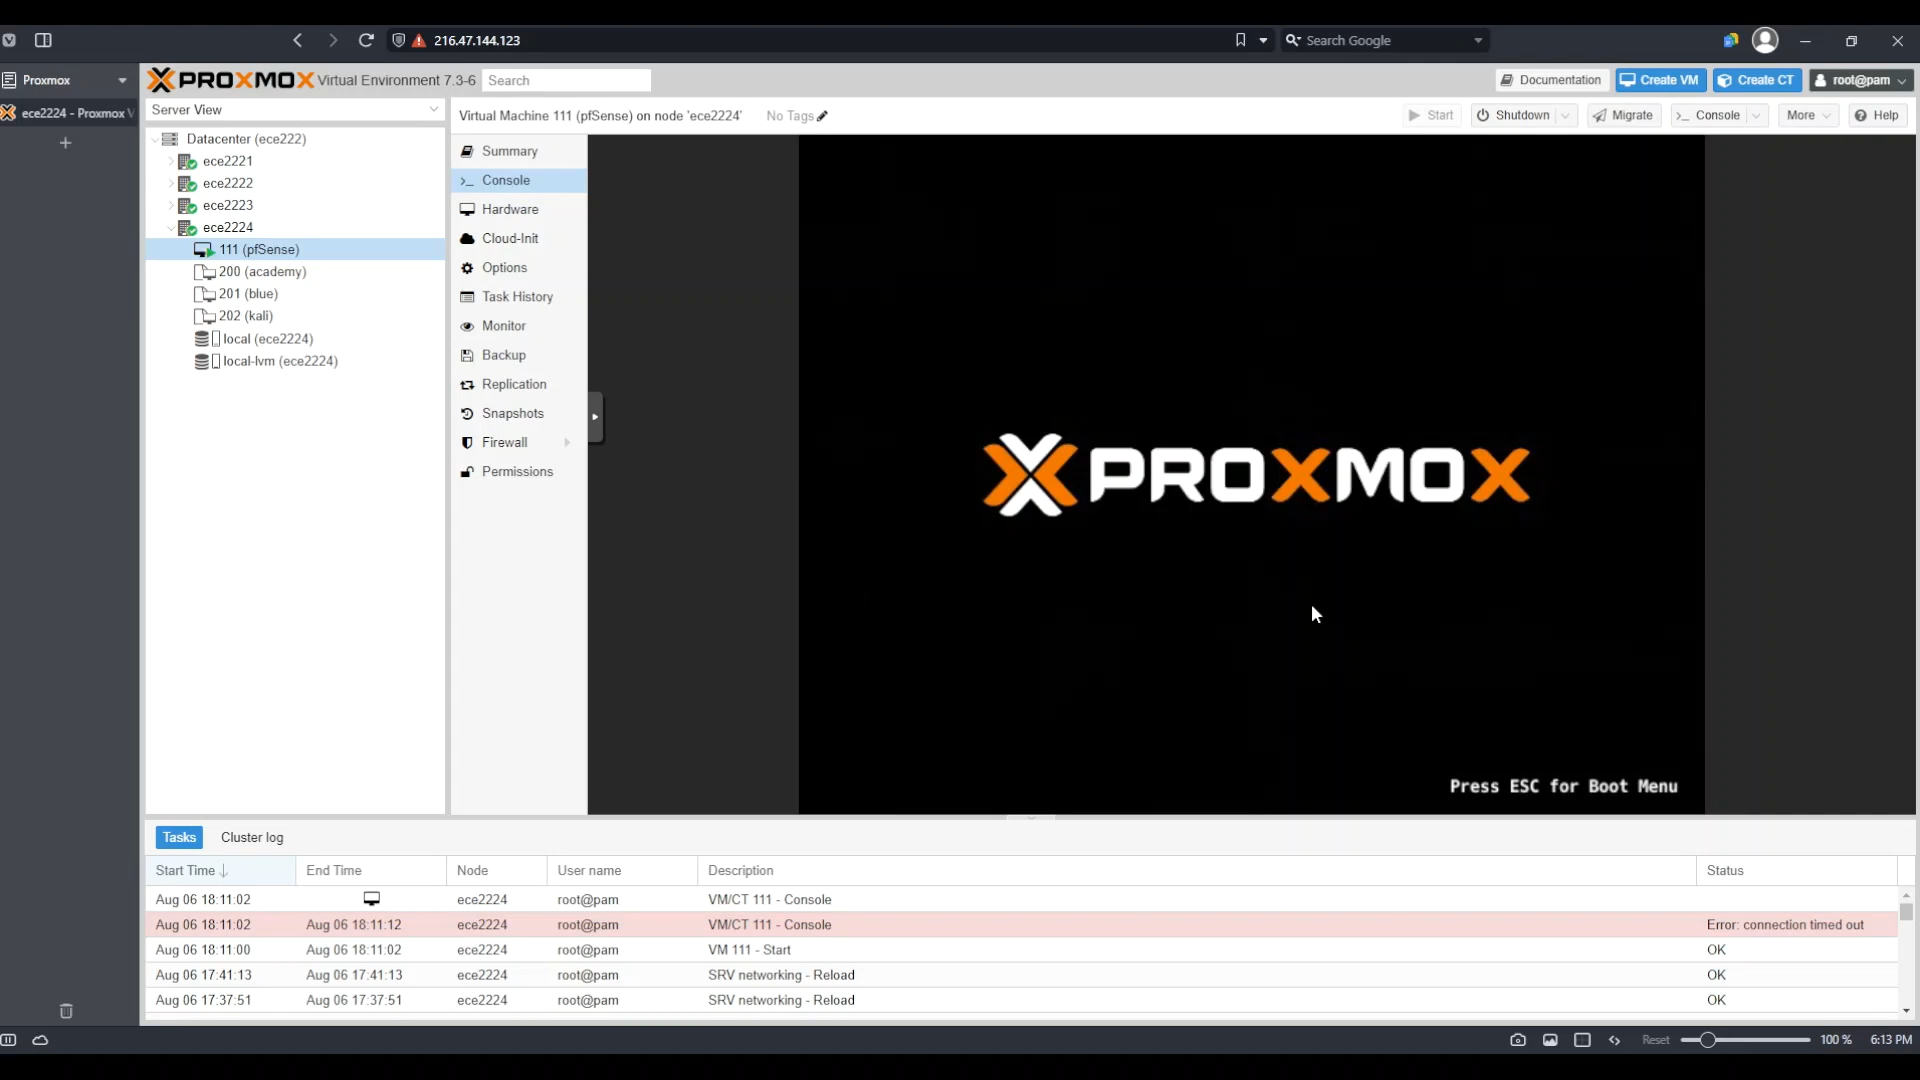 216.47.144.123
Search Google
Proxmox
PROXMOX Virtual Environment 7.3-6
Search
Documentation
Create VM
Create CT
root@pam
ece2224 - Proxmox V
Server View
Virtual Machine 111 (pfSense) on node 'ece2224'
No Tags
Start
Shutdown
Migrate
>_ Console
More
Help
Datacenter (ece222)
ece2221
ece2222
ece2223
ece2224
111 (pfSense)
200 (academy)
201 (blue)
202 (kali)
local (ece2224)
local-lvm (ece2224)
Summary
>_ Console
Hardware
Cloud-Init
Options
Task History
Monitor
Backup
Replication
Snapshots
Firewall
Permissions
PROXMOX
Press ESC for Boot Menu
Tasks
Cluster log
Start Time End Time Node User name Description Status
Aug 06 18:11:02 ece2224 root@pam VM/CT 111 - Console
Aug 06 18:11:02 Aug 06 18:11:12 ece2224 root@pam VM/CT 111 - Console Error: connection timed out
Aug 06 18:11:00 Aug 06 18:11:02 ece2224 root@pam VM 111 - Start OK
Aug 06 17:41:13 Aug 06 17:41:13 ece2224 root@pam SRV networking - Reload OK
Aug 06 17:37:51 Aug 06 17:37:51 ece2224 root@pam SRV networking - Reload OK
Reset
100 %
6:13 PM